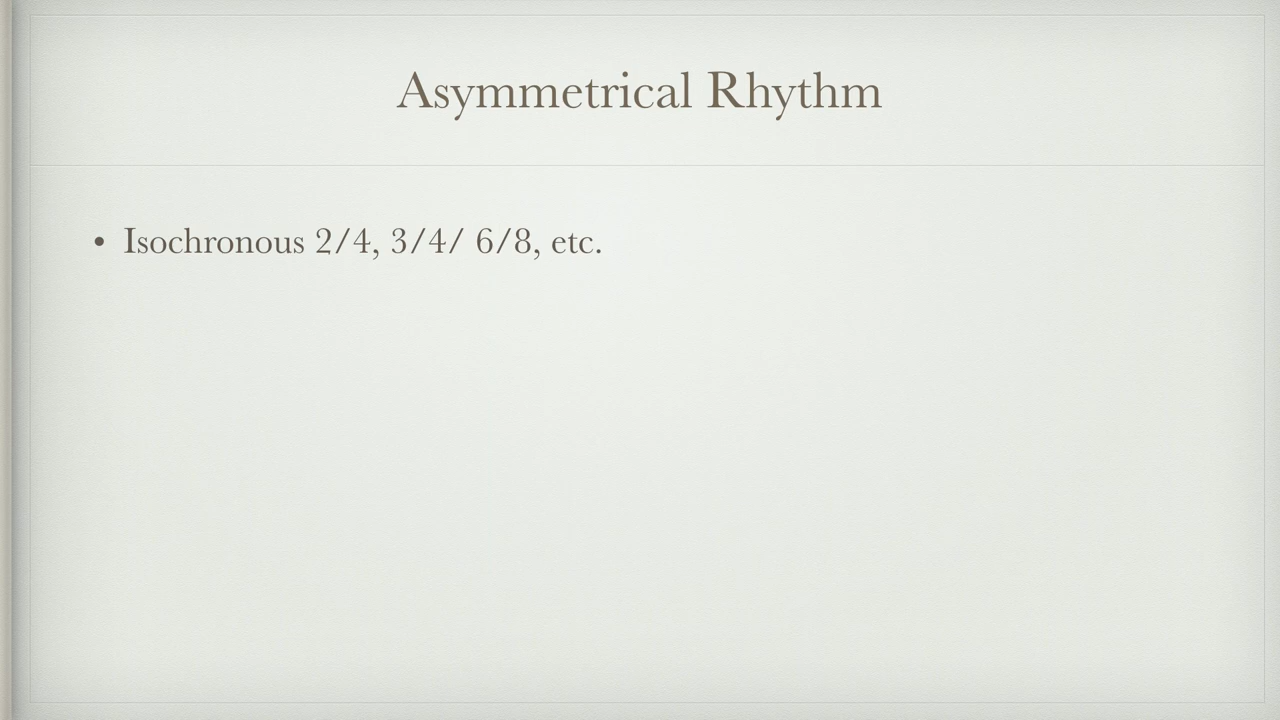 Asymmetrical Rhythm
• Isochronous 2/4, 3/4/ 6/8, etc.